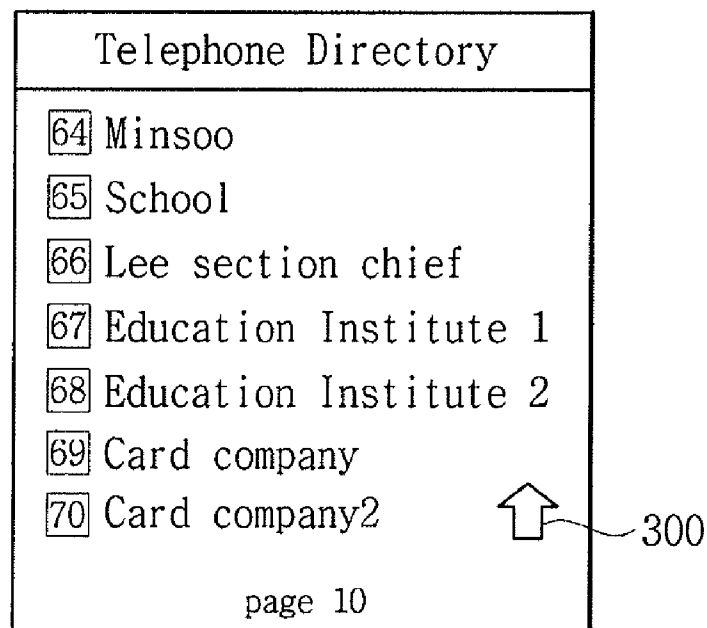 Telephone Directory
64 Minsoo
65 School
66 Lee section chief
67 Education Institute 1
68 Education Institute 2
69 Card company
70 Card company2
300
page 10